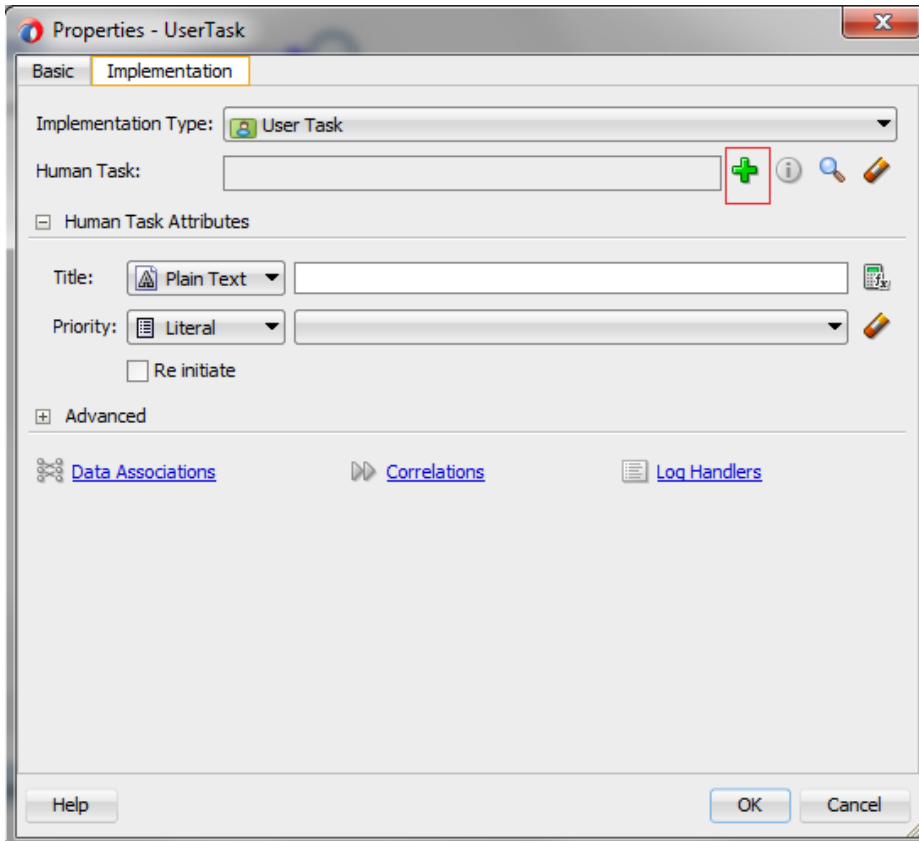 Properties - UserTask
Basic Implementation
Implementation Type: User Task
Human Task:
Human Task Attributes
Title: Plain Text
Priority: Literal
Re initiate
Advanced
Data Associations Correlations Log Handlers
Help OK Cancel